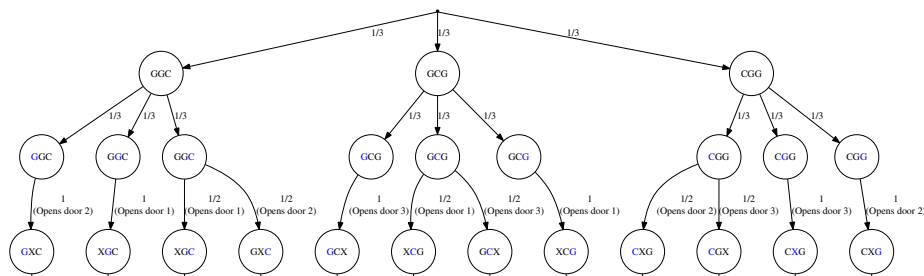 1/3 1/3 1/3
GGC GCG CGG
1/3 1/3 1/3 1/3 1/3 1/3 1/3 1/3 1/3
GGC GGC GGC GCG GCG GCG CGG CGG CGG
1 1 1/2 1/2 1 1/2 1/2 1 1/2 1/2 1 1
(Opens door 2) (Opens door 1) (Opens door 1) (Opens door 2) (Opens door 3) (Opens door 1) (Opens door 3) (Opens door 1) (Opens door 2) (Opens door 3) (Opens door 3) (Opens door 2)
GXC XGC XGC GXC GCX XCG GCX XCG CXG CGX CXG CXG